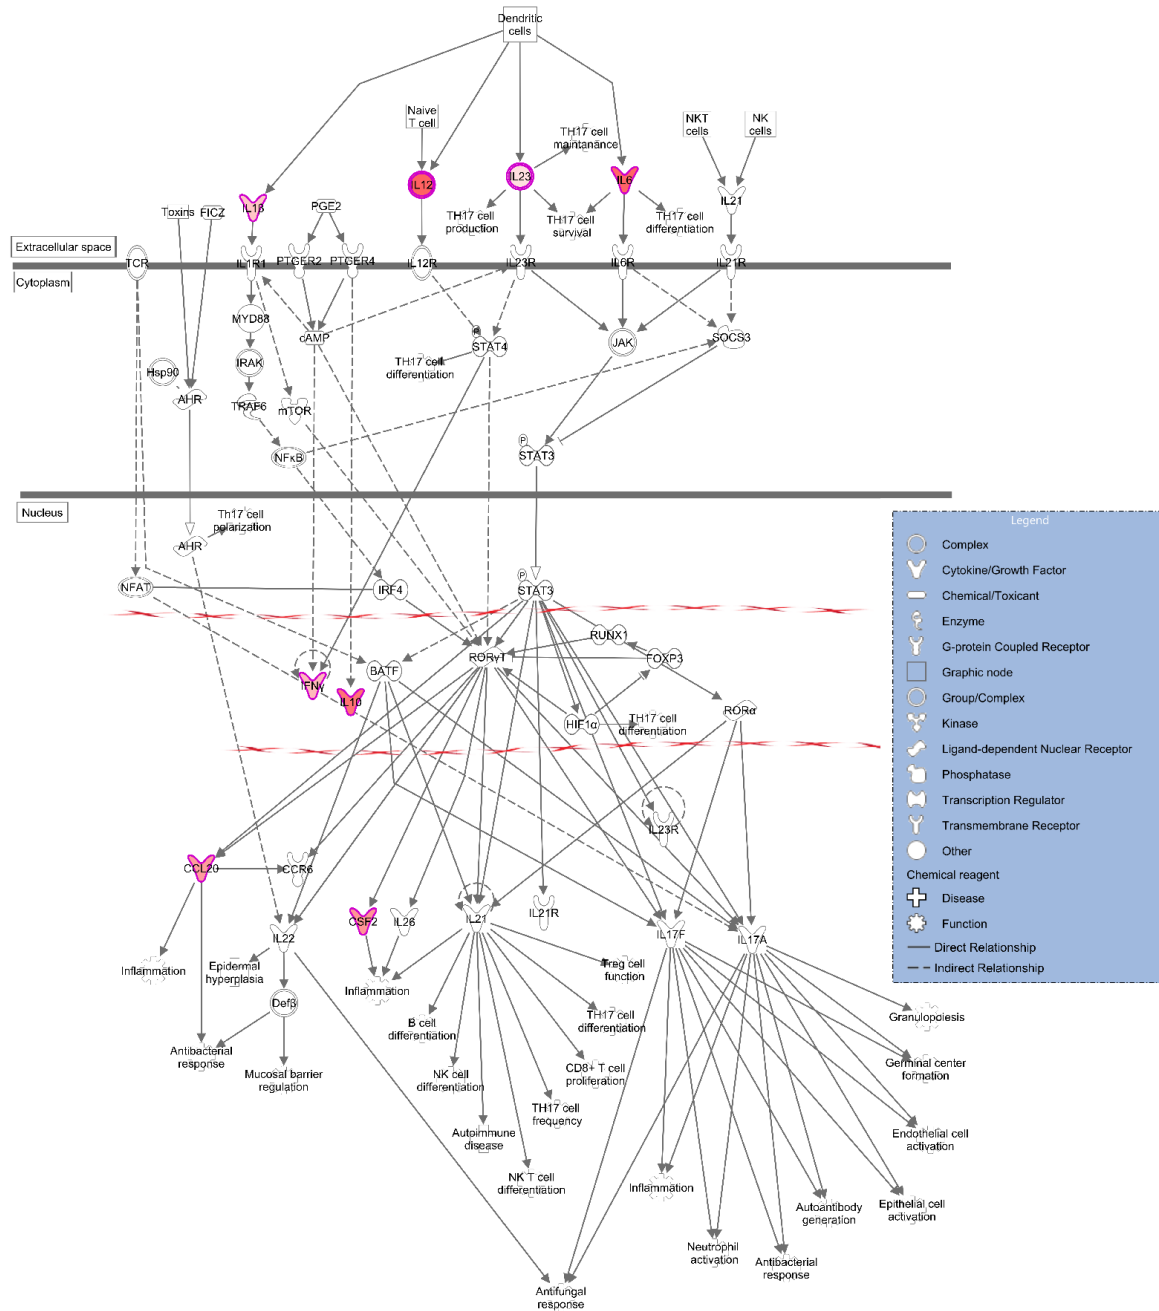 Dendritic
cells
Naive
T cell
TH17 cell
maintanance
NKT
cells
NK
cells
IL12
IL23
IL6
IL21
IL1β
Toxins
FICZ
PGE2
TH17 cell
production
TH17 cell
survival
TH17 cell
differentiation
Extracellular space
TCR
IL1R1
PTGER2
PTGER4
IL12R
IL23R
IL6R
IL21R
Cytoplasm
MYD88
cAMP
P
STAT4
JAK
SOCS3
TH17 cell
differentiation
Hsp90
IRAK
AHR
TRAF6
mTOR
NFκB
P
STAT3
Nucleus
Th17 cell
polarization
AHR
NFAT
IRF4
P
STAT3
RUNX1
RORγT
FOXP3
BATF
IFNγ
IL10
HIF1α
TH17 cell
differentiation
RORα
IL23R
CCL20
CCR6
CSF2
IL26
IL21
IL21R
IL17F
IL17A
IL22
Inflammation
Epidermal
hyperplasia
Inflammation
Treg cell
function
Defβ
B cell
differentiation
TH17 cell
differentiation
Granulopoiesis
Antibacterial
response
Mucosal barrier
regulation
NK cell
differentiation
CD8+ T cell
proliferation
Germinal center
formation
TH17 cell
frequency
Autoimmune
disease
Endothelial cell
activation
NK T cell
differentiation
Inflammation
Autoantibody
generation
Epithelial cell
activation
Neutrophil
activation
Antibacterial
response
Antifungal
response
Legend
Complex
Cytokine/Growth Factor
Chemical/Toxicant
Enzyme
G-protein Coupled Receptor
Graphic node
Group/Complex
Kinase
Ligand-dependent Nuclear Receptor
Phosphatase
Transcription Regulator
Transmembrane Receptor
Other
Chemical reagent
Disease
Function
Direct Relationship
Indirect Relationship